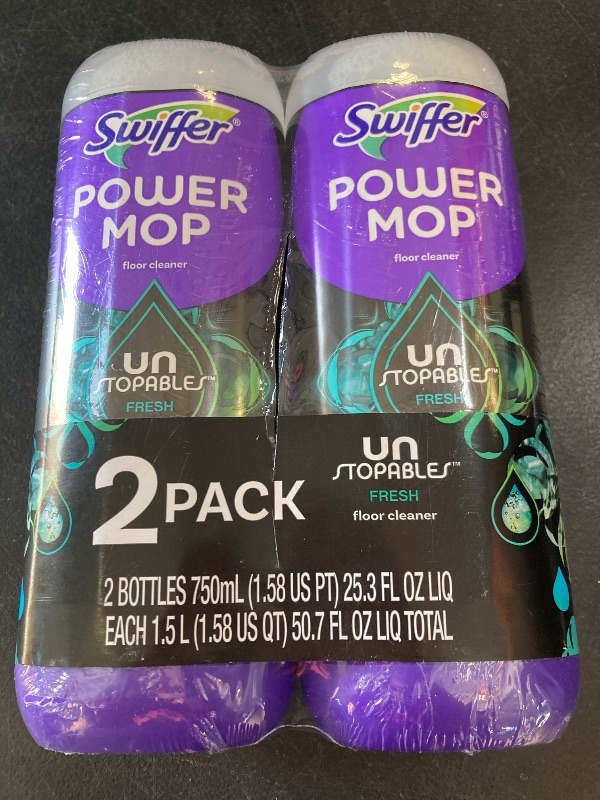 Swiffer®
POWER
MOP
floor cleaner
UN
STOPABLES™
FRESH
Swiffer®
POWER
MOP
floor cleaner
UN
STOPABLES™
FRESH
2 PACK
UN
STOPABLES™
FRESH
floor cleaner
2 BOTTLES 750mL (1.58 US PT) 25.3 FL OZ LIQ
EACH 1.5 L (1.58 US QT) 50.7 FL OZ LIQ TOTAL